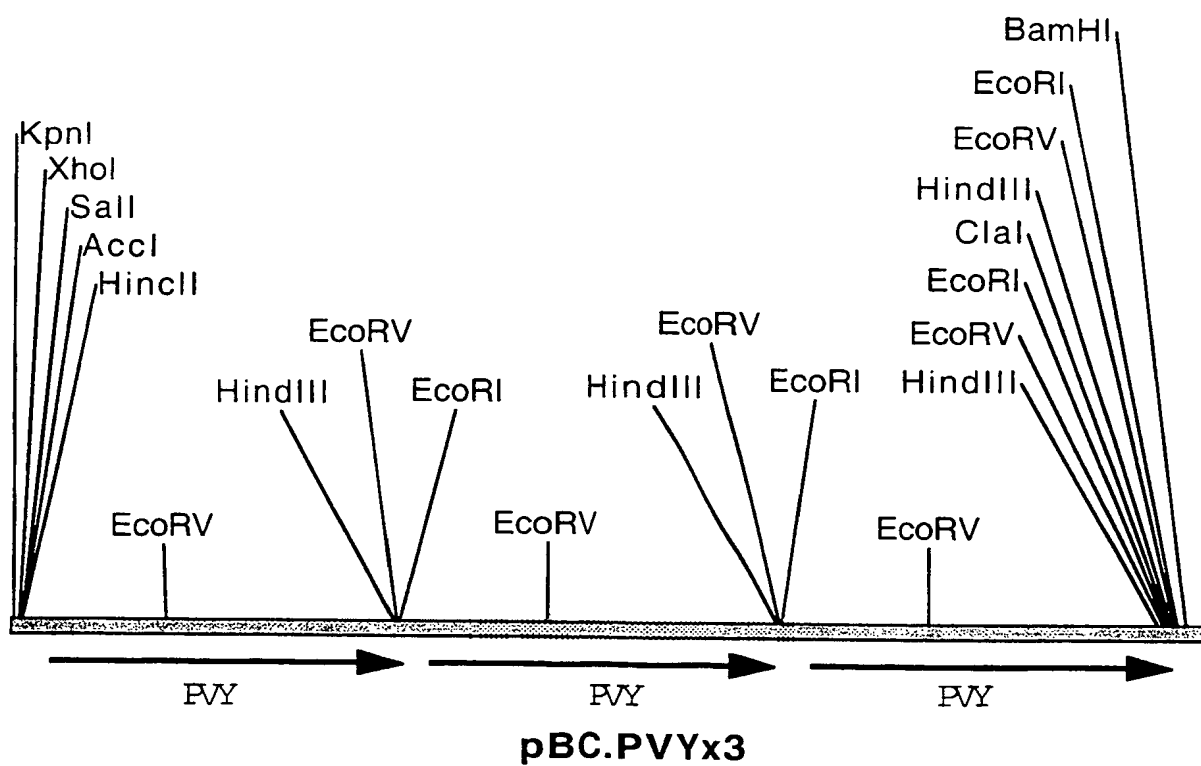 BamHI
EcoRI
KpnI
EcoRV
XhoI
HindIII
SalI
ClaI
AccI
EcoRI
HincII
EcoRV
EcoRV
EcoRV
HindIII
EcoRI
HindIII
EcoRI
HindIII
EcoRV
EcoRV
EcoRV
PVY
PVY
PVY
pBC.PVYx3